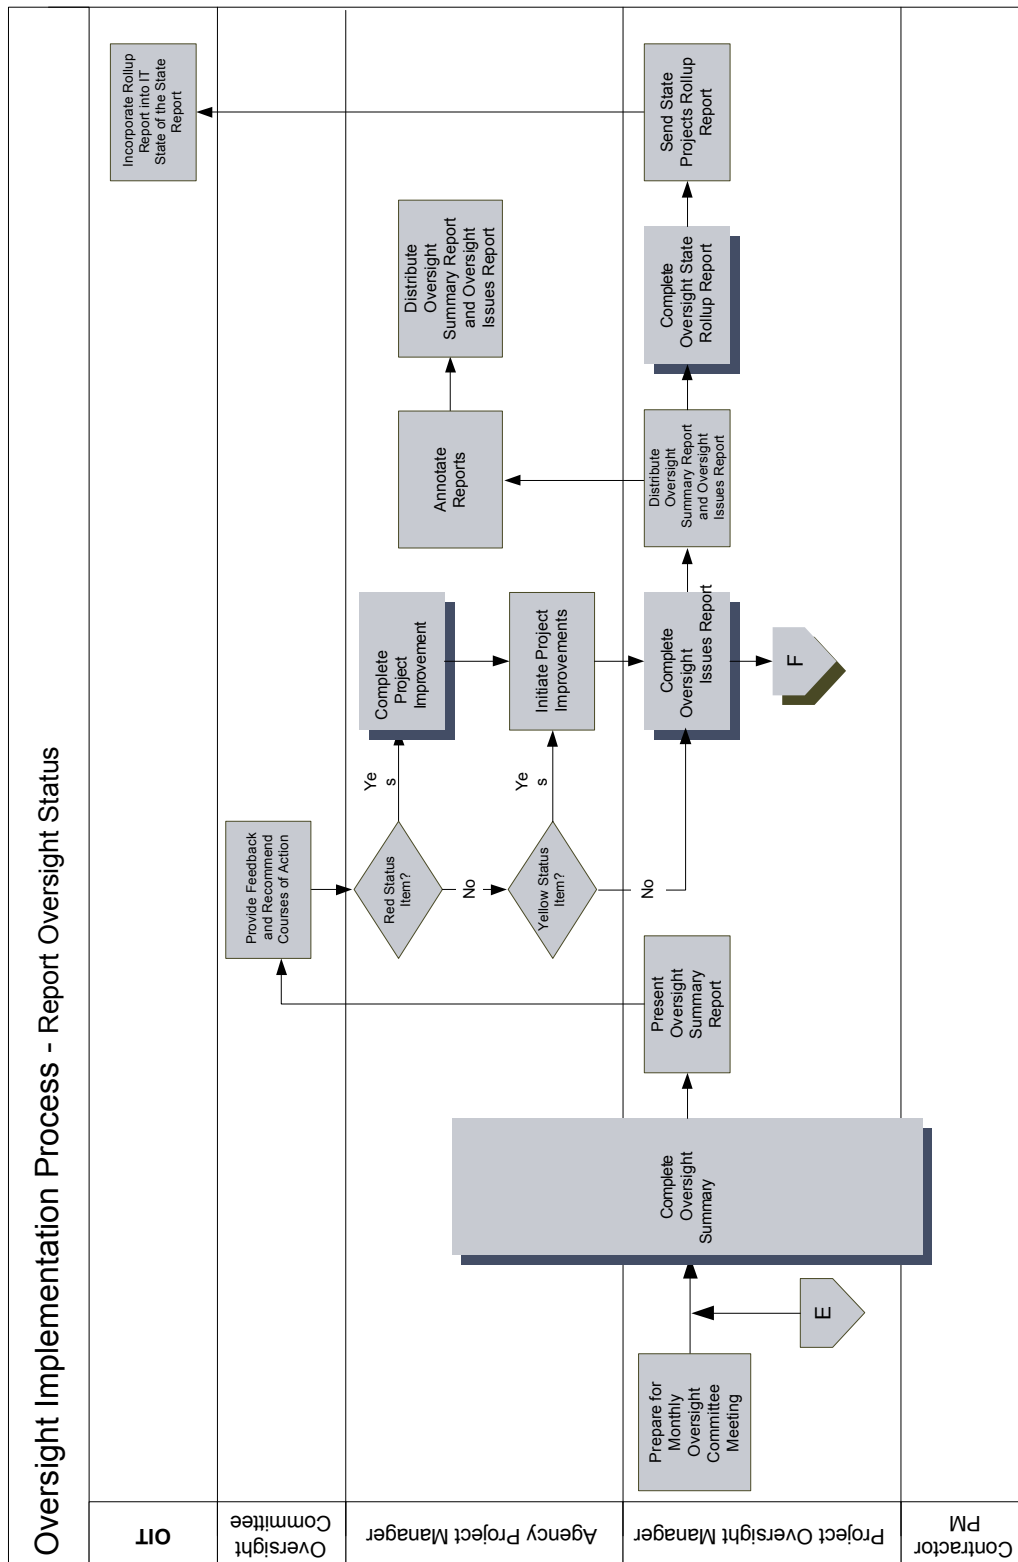 Oversight Implementation Process - Report Oversight Status
OIT
Incorporate Rollup
Report into IT
State of the State
Report
Oversight
Committee
Provide Feedback
and Recommend
Courses of Action
Agency Project Manager
Red Status
Item?
Ye
s
No
Complete
Project
Improvement
Yellow Status
Item?
Ye
s
No
Initiate Project
Improvements
Annotate
Reports
Distribute
Oversight
Summary Report
and Oversight
Issues Report
Project Oversight Manager
Prepare for
Monthly
Oversight
Committee
Meeting
E
Complete
Oversight
Summary
Present
Oversight
Summary
Report
Complete
Oversight
Issues Report
F
Distribute
Oversight
Summary Report
and Oversight
Issues Report
Complete
Oversight State
Rollup Report
Send State
Projects Rollup
Report
Contractor
PM